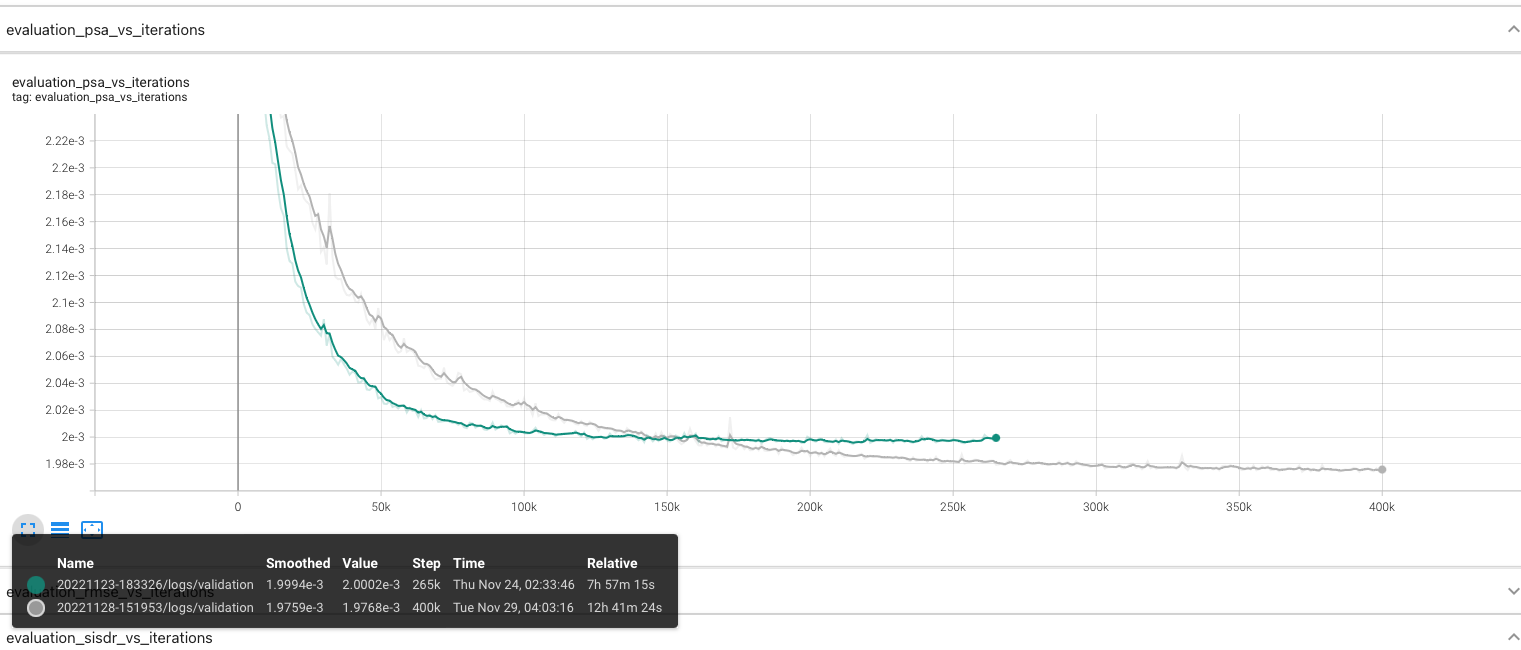 evaluation_psa_vs_iterations
evaluation_psa_vs_iterations
tag: evaluation_psa_vs_iterations
2.22e-3
2.2e-3
2.18e-3
2.16e-3
2.14e-3
2.12e-3
2.1e-3
2.08e-3
2.06e-3
2.04e-3
2.02e-3
2e-3
1.98e-3
0 50k 100k 150k 200k 250k 300k 350k 400k
Name Smoothed Value Step Time Relative
20221123-183326/logs/validation 1.9994e-3 2.0002e-3 265k Thu Nov 24, 02:33:46 7h 57m 15s
evaluation_rmse_vs_iterations
20221128-151953/logs/validation 1.9759e-3 1.9768e-3 400k Tue Nov 29, 04:03:16 12h 41m 24s
evaluation_sisdr_vs_iterations